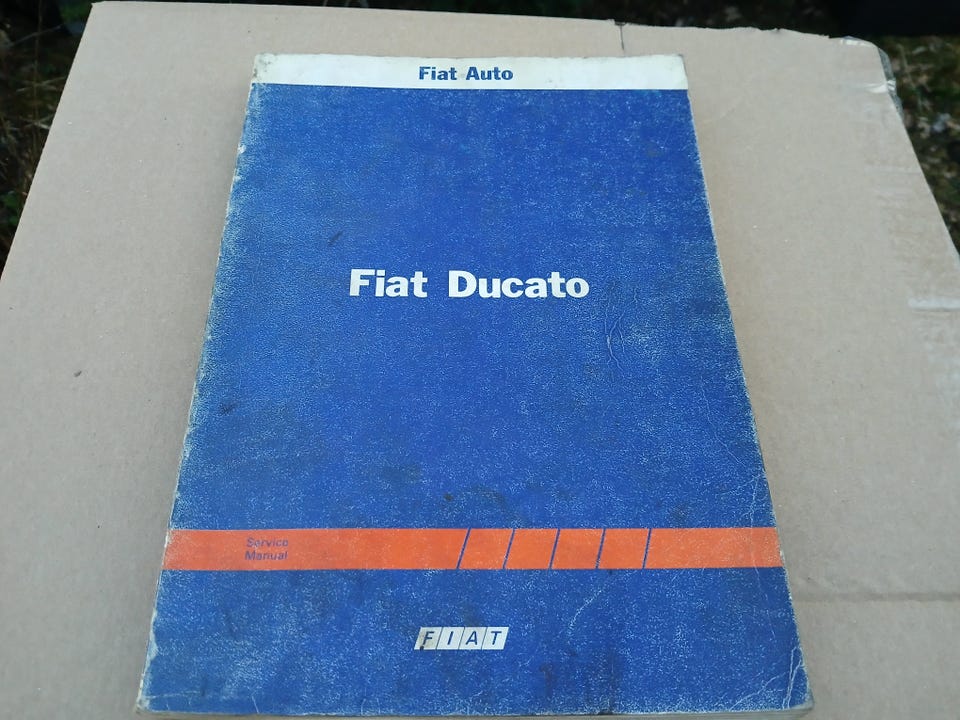 Fiat Auto
Fiat Ducato
Service
Manual
FIAT